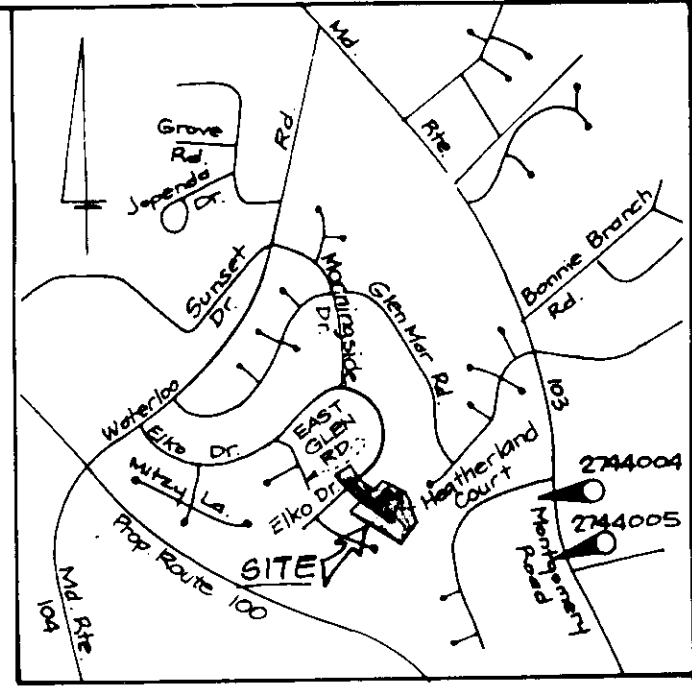 Md.
Rte.
103
Grove
Rd.
Japenda
Dr.
Rd
Sunset
Dr.
Morningside
Dr.
Glen Mar Rd.
Bonnie Branch
Rd.
Waterloo
Elko Dr.
EAST
GLEN
RD.
Mitzy La.
Elko Dr.
Heatherland
Court
2744004
2744005
Montgomery
Road
SITE
Prop. Route 100
Md. Rte.
104